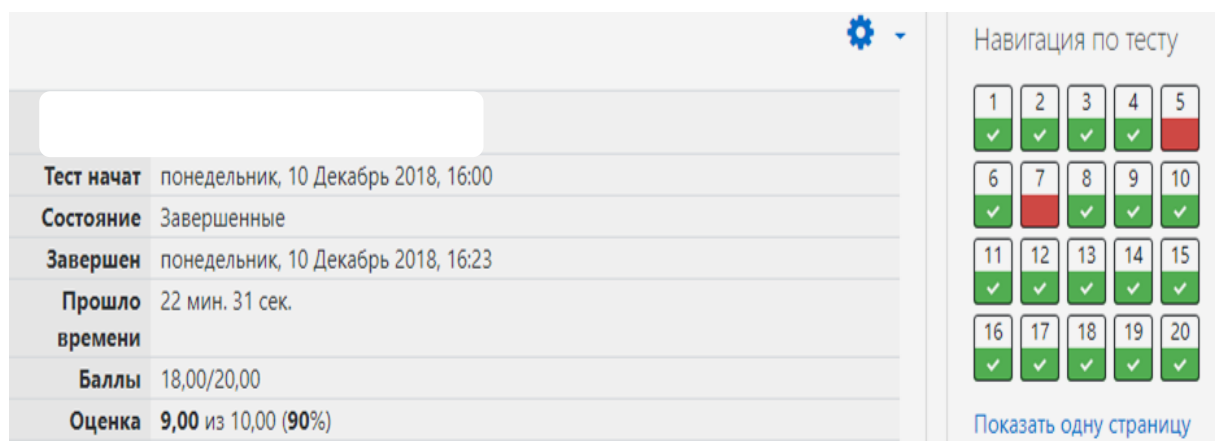 Навигация по тесту
1 2 3 4 5
Тест начат понедельник, 10 Декабрь 2018, 16:00
6 7 8 9 10
Состояние Завершенные
Завершен понедельник, 10 Декабрь 2018, 16:23
11 12 13 14 15
Прошло времени 22 мин. 31 сек.
16 17 18 19 20
Баллы 18,00/20,00
Оценка 9,00 из 10,00 (90%)
Показать одну страницу